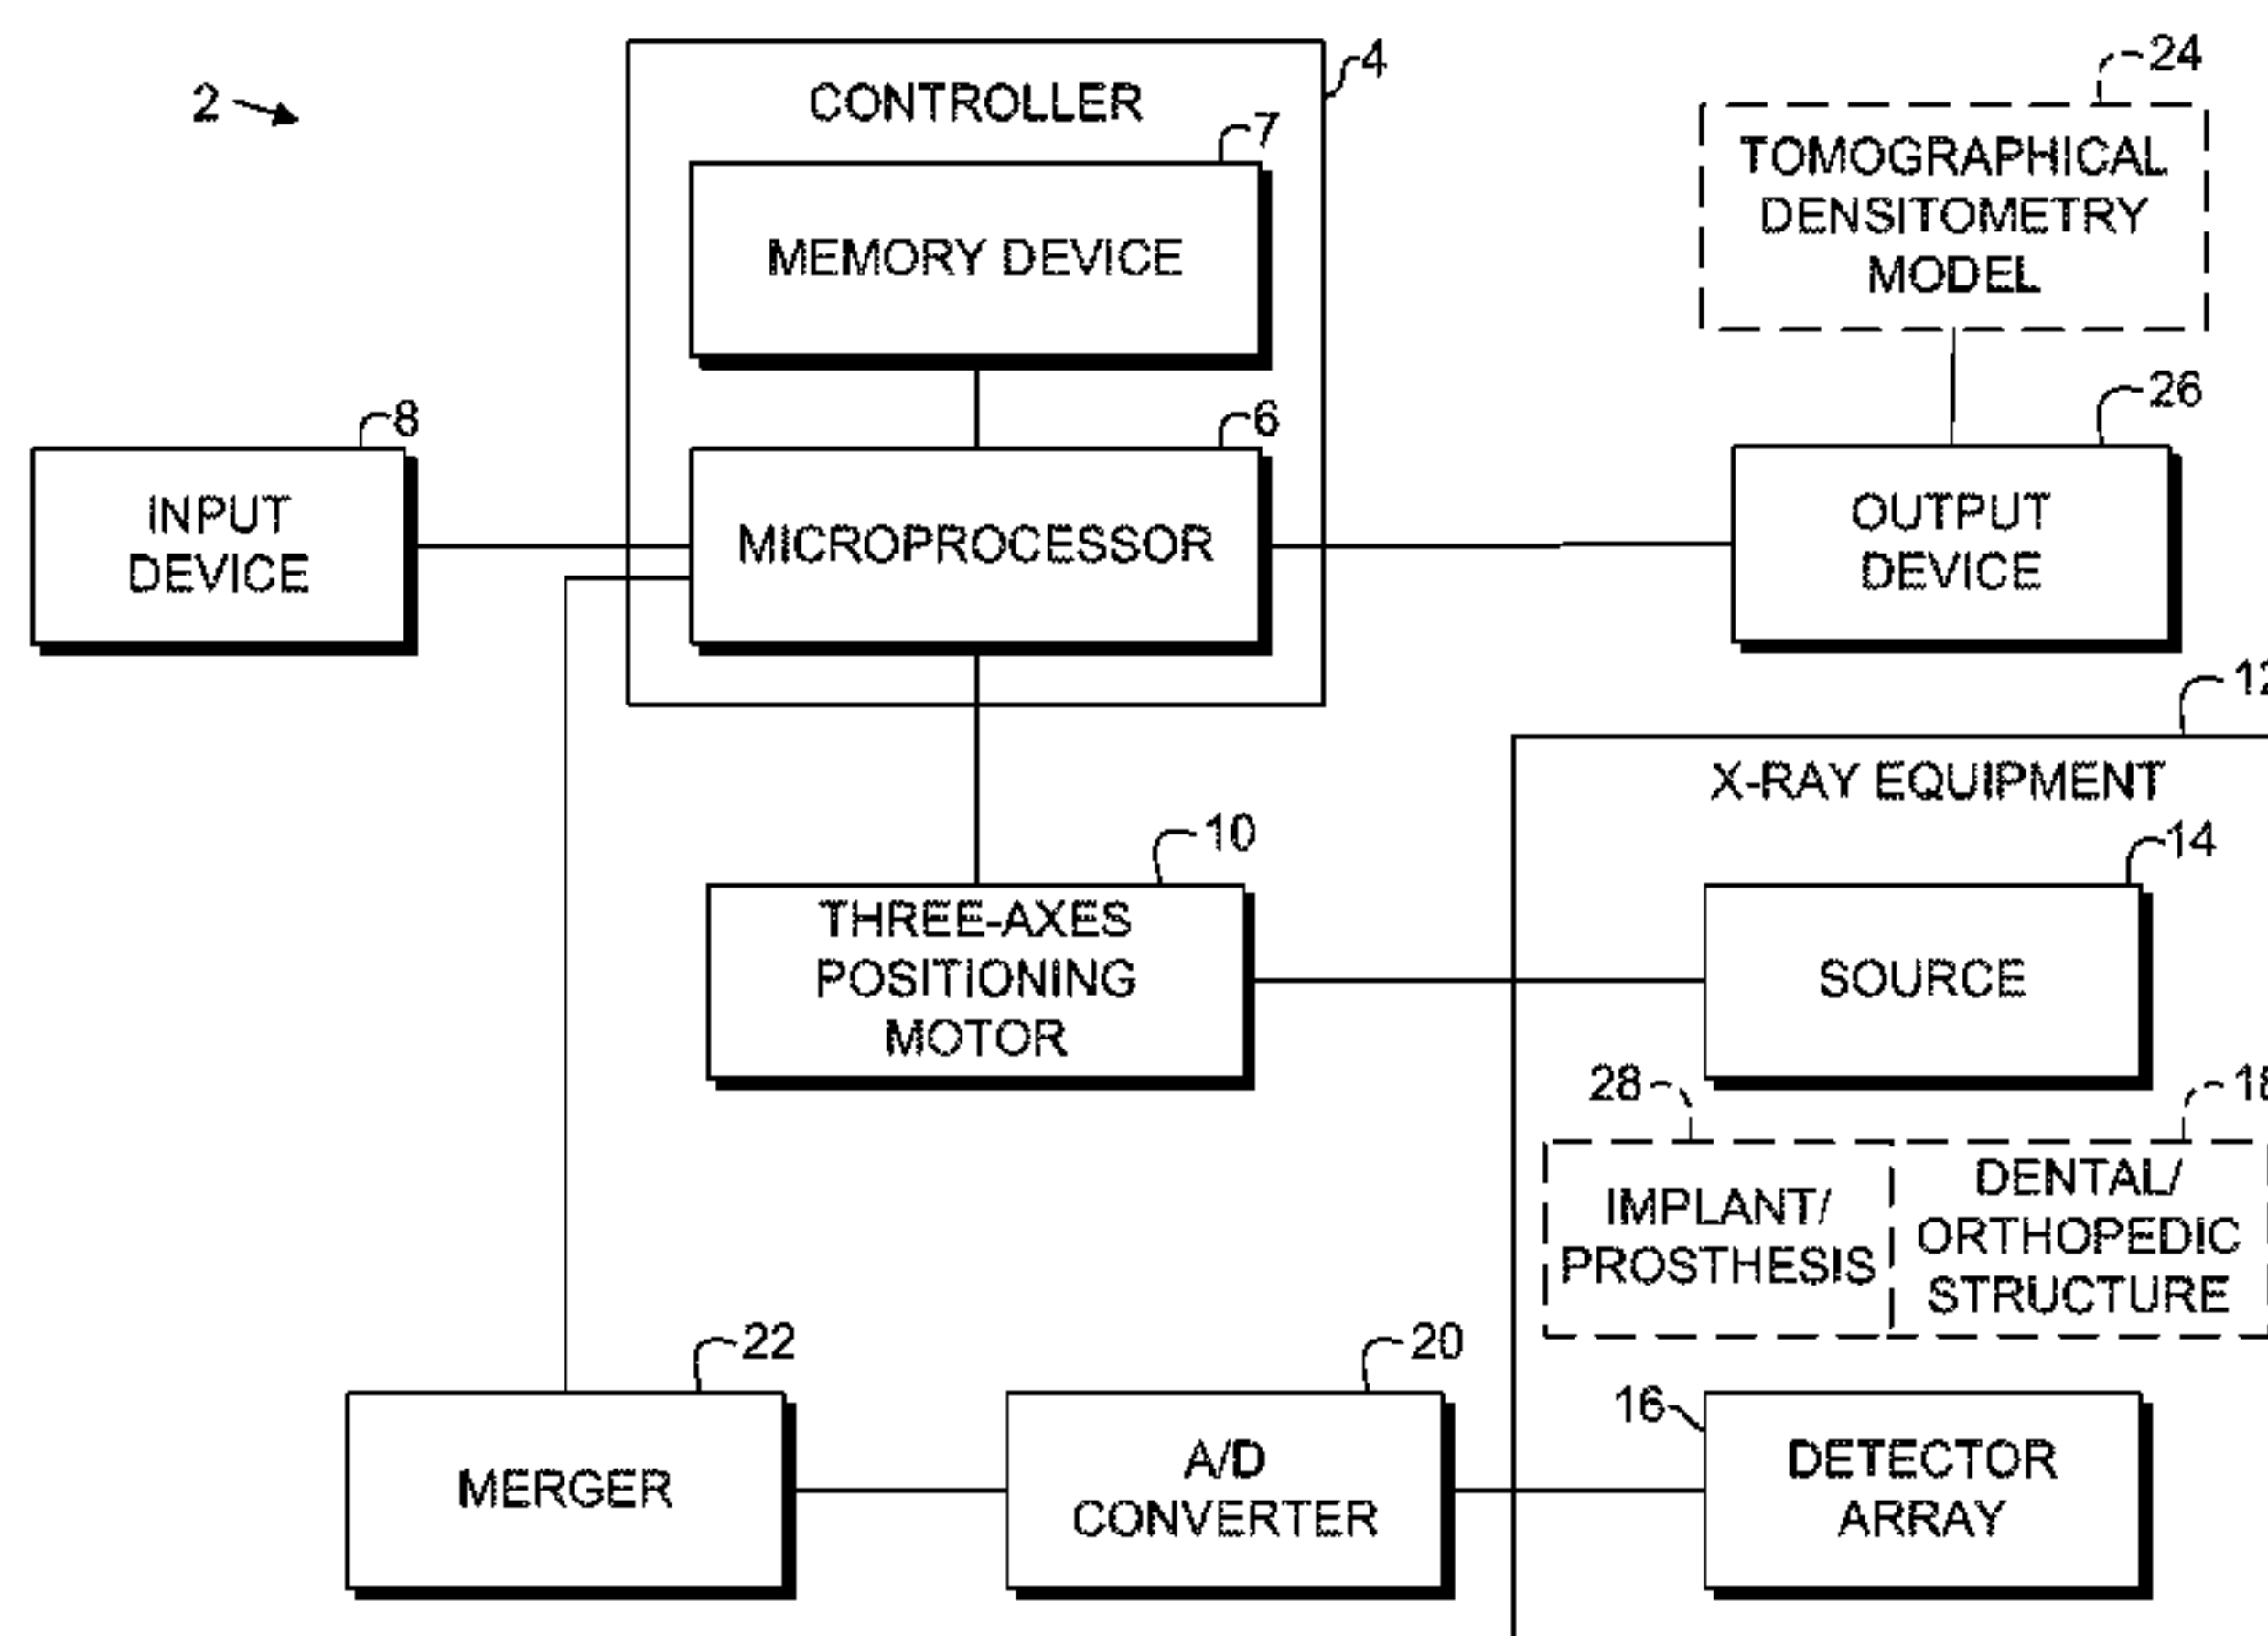 2
CONTROLLER
4
7
MEMORY DEVICE
24
TOMOGRAPHICAL
DENSITOMETRY
MODEL
8
INPUT
DEVICE
6
MICROPROCESSOR
26
OUTPUT
DEVICE
X-RAY EQUIPMENT
10
THREE-AXES
POSITIONING
MOTOR
14
SOURCE
28
IMPLANT/
PROSTHESIS
DENTAL/
ORTHOPEDIC
STRUCTURE
22
MERGER
20
A/D
CONVERTER
16
DETECTOR
ARRAY